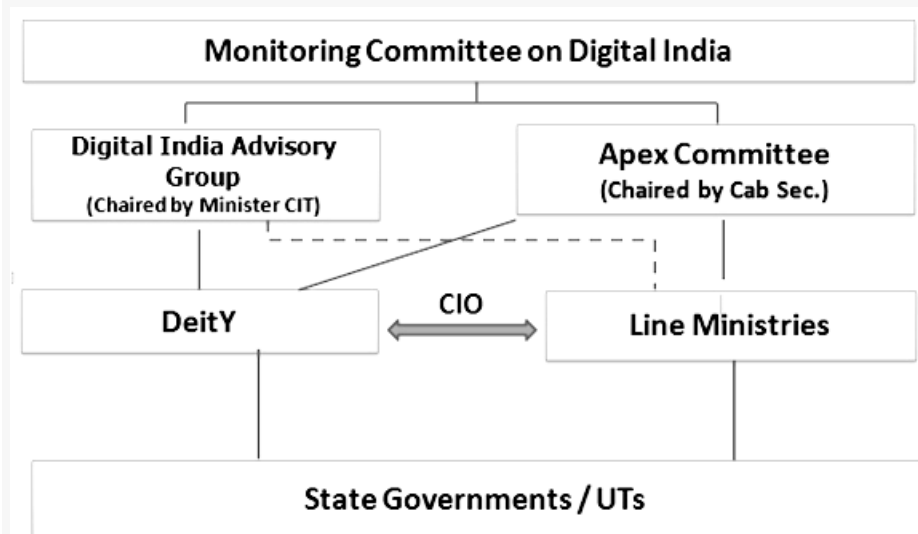 Monitoring Committee on Digital India
Digital India Advisory
Group
(Chaired by Minister CIT)
Apex Committee
(Chaired by Cab Sec.)
DeitY
CIO
Line Ministries
State Governments / UTs